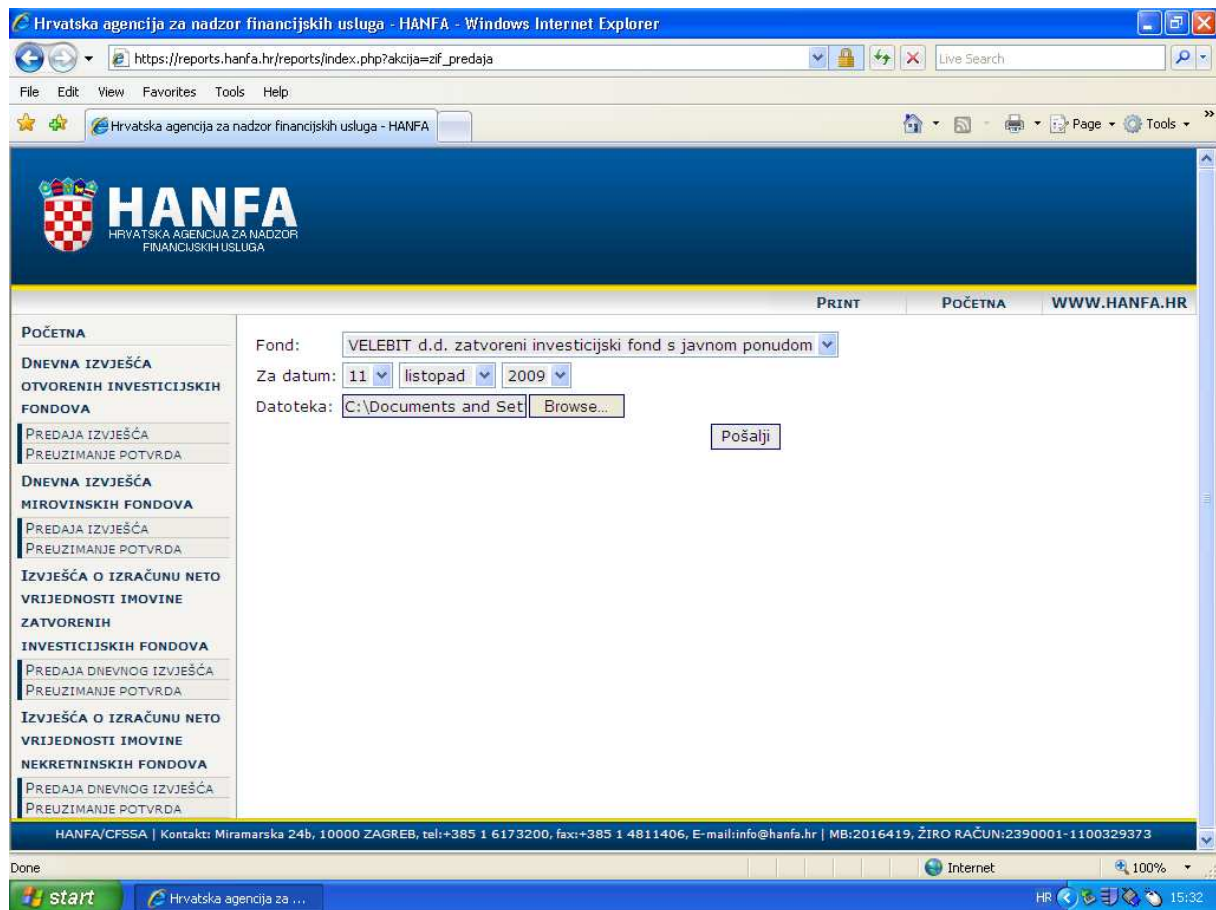 Hrvatska agencija za nadzor financijskih usluga - HANFA - Windows Internet Explorer
https://reports.hanfa.hr/reports/index.php?akcija=zif_predaja
Live Search
File Edit View Favorites Tools Help
Hrvatska agencija za nadzor financijskih usluga - HANFA
Page Tools »
HANFA
HRVATSKA AGENCIJA ZA NADZOR
FINANCIJSKIH USLUGA
PRINT POČETNA WWW.HANFA.HR
POČETNA
DNEVNA IZVJEŠĆA
OTVORENIH INVESTICIJSKIH
FONDOVA
PREDAJA IZVJEŠĆA
PREUZIMANJE POTVRDA
DNEVNA IZVJEŠĆA
MIROVINSKIH FONDOVA
PREDAJA IZVJEŠĆA
PREUZIMANJE POTVRDA
IZVJEŠĆA O IZRAČUNU NETO
VRIJEDNOSTI IMOVINE
ZATVORENIH
INVESTICIJSKIH FONDOVA
PREDAJA DNEVNOG IZVJEŠĆA
PREUZIMANJE POTVRDA
IZVJEŠĆA O IZRAČUNU NETO
VRIJEDNOSTI IMOVINE
NEKRETNINSKIH FONDOVA
PREDAJA DNEVNOG IZVJEŠĆA
PREUZIMANJE POTVRDA
Fond: VELEBIT d.d. zatvoreni investicijski fond s javnom ponudom
Za datum: 11 listopad 2009
Datoteka: C:\Documents and Set Browse...
Pošalji
HANFA/CFSSA | Kontakt: Miramarska 24b, 10000 ZAGREB, tel:+385 1 6173200, fax:+385 1 4811406, E-mail:info@hanfa.hr | MB:2016419, ŽIRO RAČUN:2390001-1100329373
Done Internet 100%
start Hrvatska agencija za ... HR 15:32